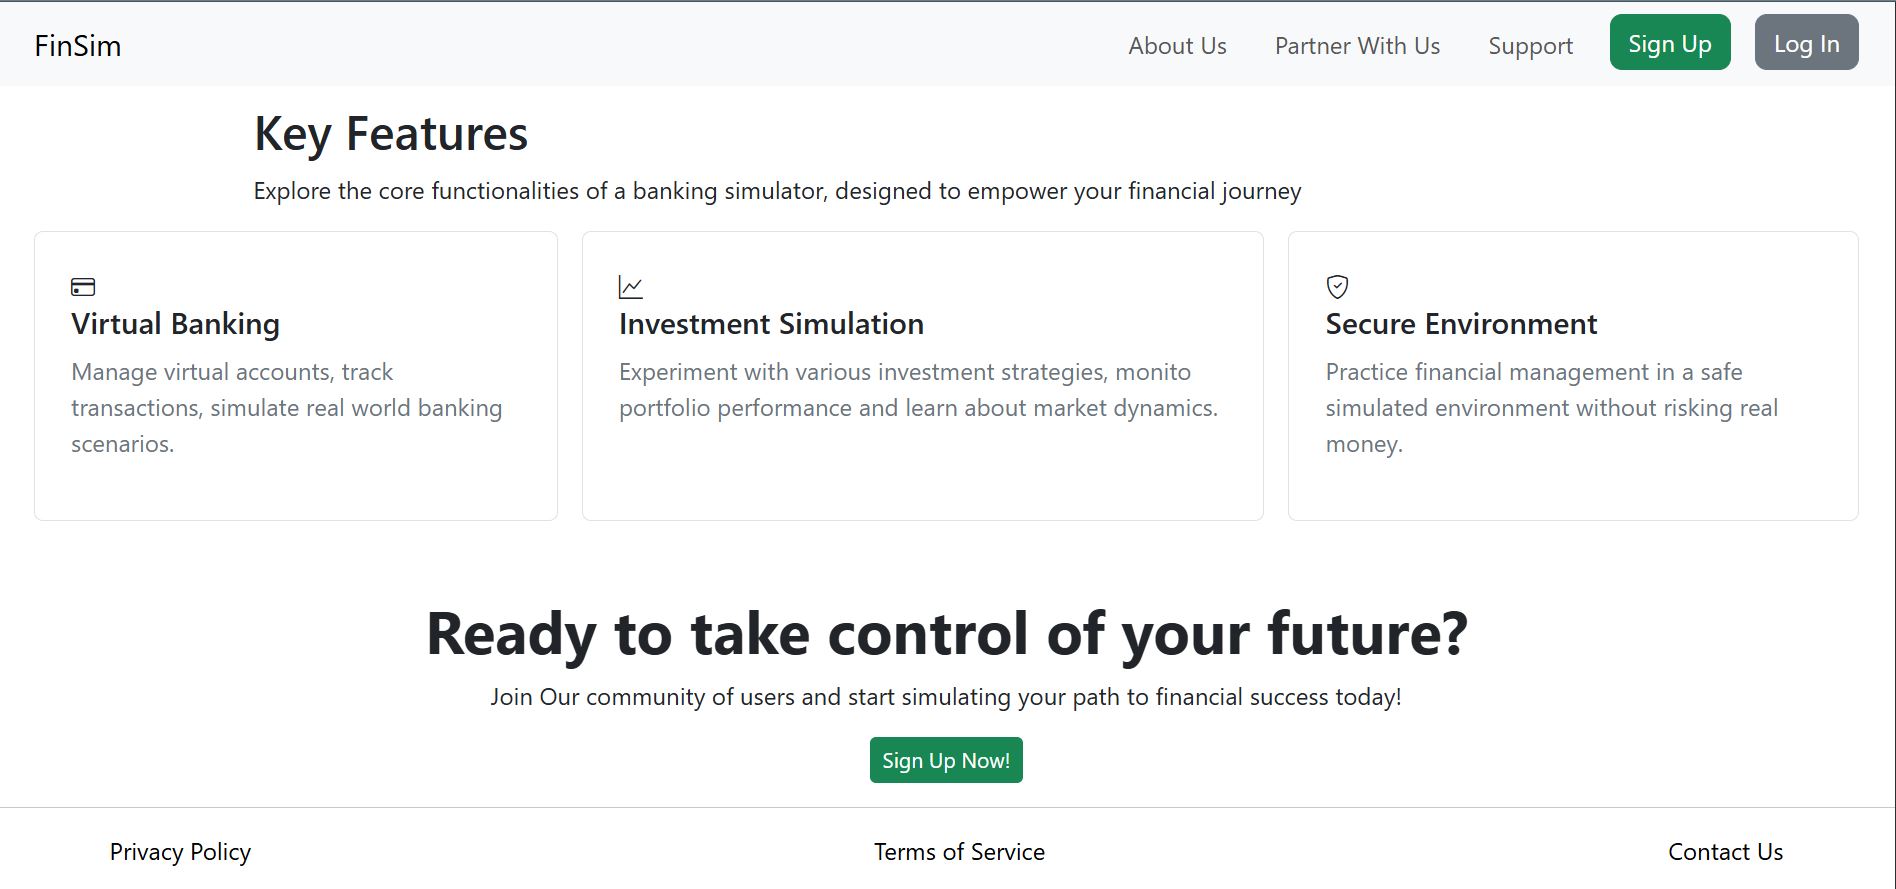 FinSim
About Us
Partner With Us
Support
Sign Up
Log In
Key Features
Explore the core functionalities of a banking simulator, designed to empower your financial journey
Virtual Banking
Manage virtual accounts, track
transactions, simulate real world banking
scenarios.
Investment Simulation
Experiment with various investment strategies, monito
portfolio performance and learn about market dynamics.
Secure Environment
Practice financial management in a safe
simulated environment without risking real
money.
Ready to take control of your future?
Join Our community of users and start simulating your path to financial success today!
Sign Up Now!
Privacy Policy
Terms of Service
Contact Us